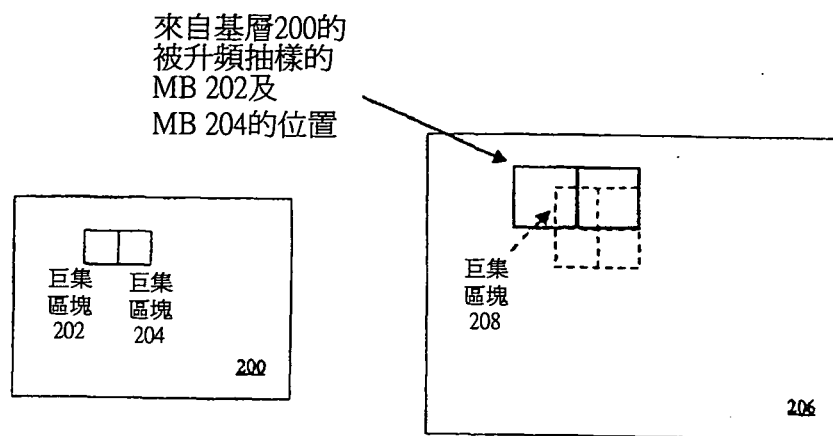 來自基層200的
被升頻抽樣的
MB 202及
MB 204的位置
巨集
區塊
202
巨集
區塊
204
200
巨集
區塊
208
206